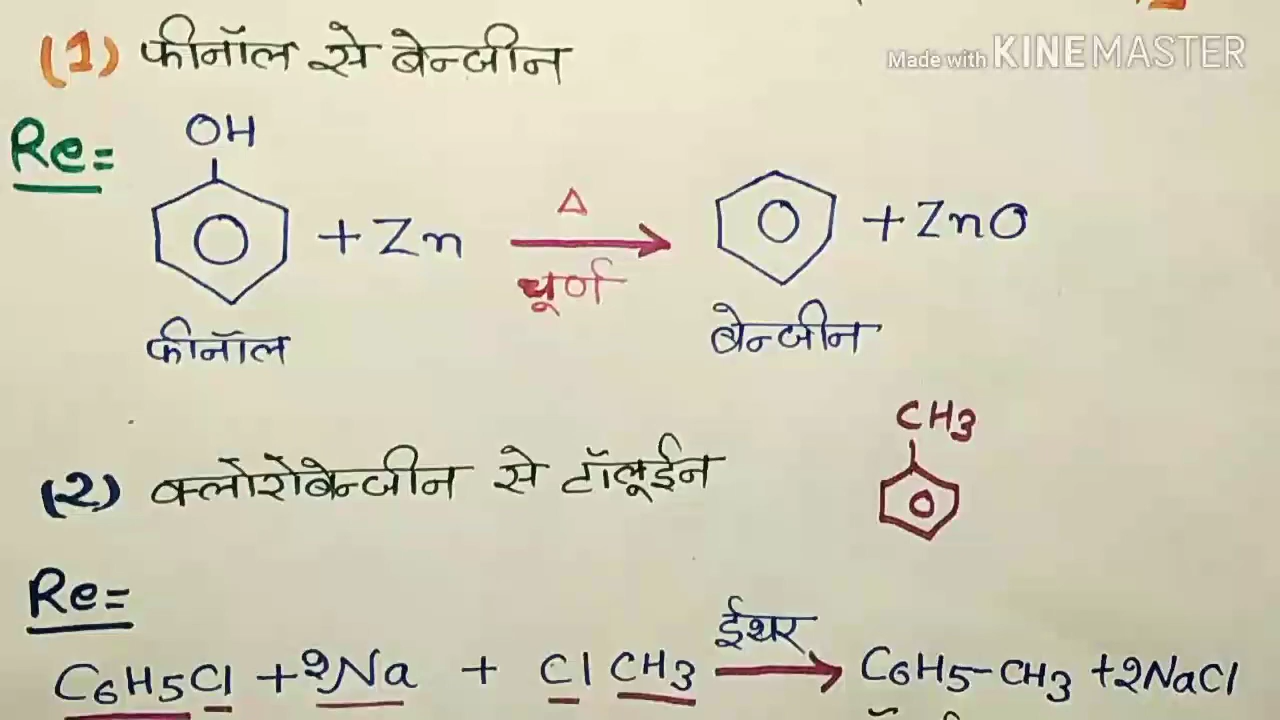 (1) फीनॉल से बेन्जीन
Made with KINEMASTER
Re=
OH
+ Zn
Δ
चूर्ण
+ ZnO
फीनॉल
बेन्जीन
CH3
(2) क्लोरोबेन्जीन से टॉलूईन
Re=
C6H5Cl + 2Na + Cl CH3
ईथर
C6H5-CH3 + 2NaCl